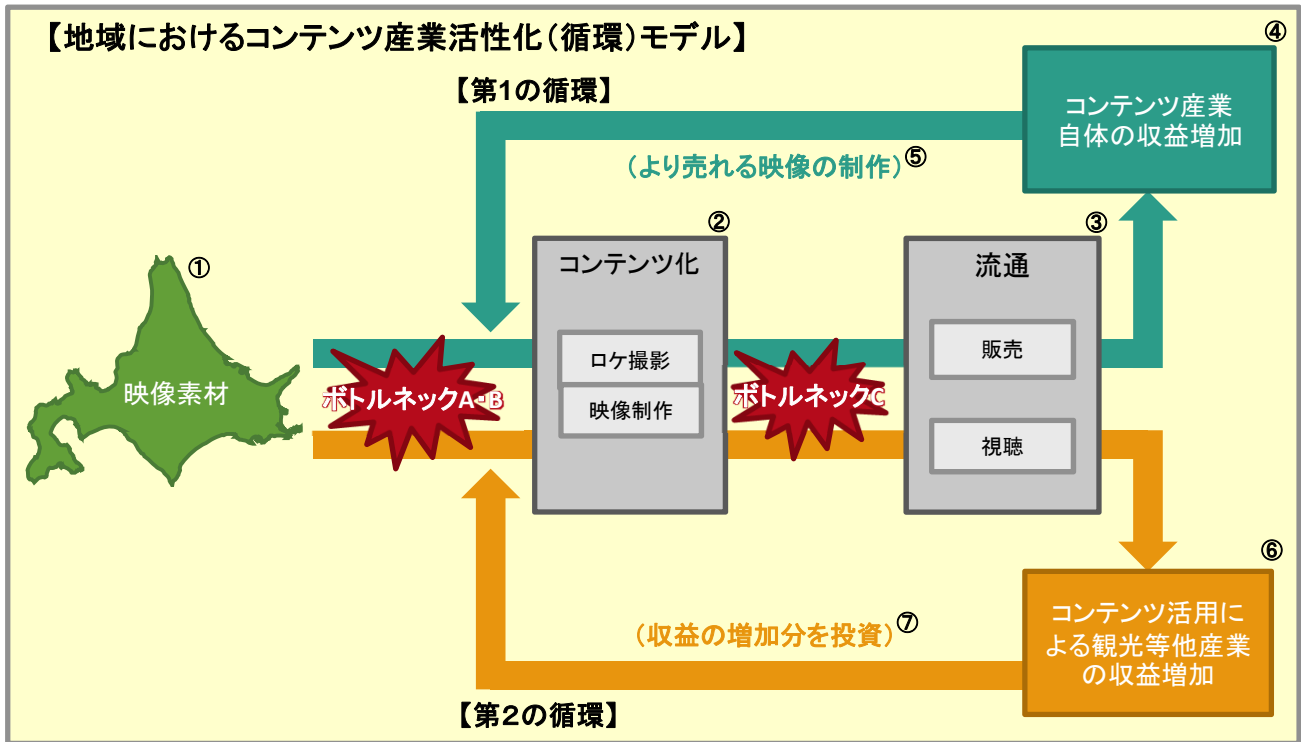 【地域におけるコンテンツ産業活性化(循環)モデル】
④
【第1の循環】
コンテンツ産業
自体の収益増加
(より売れる映像の制作)⑤
②
③
コンテンツ化
流通
①
ロケ撮影
販売
映像素材
ボトルネックA・B
映像制作
ボトルネックC
視聴
⑥
(収益の増加分を投資)⑦
コンテンツ活用に
よる観光等他産業
の収益増加
【第2の循環】